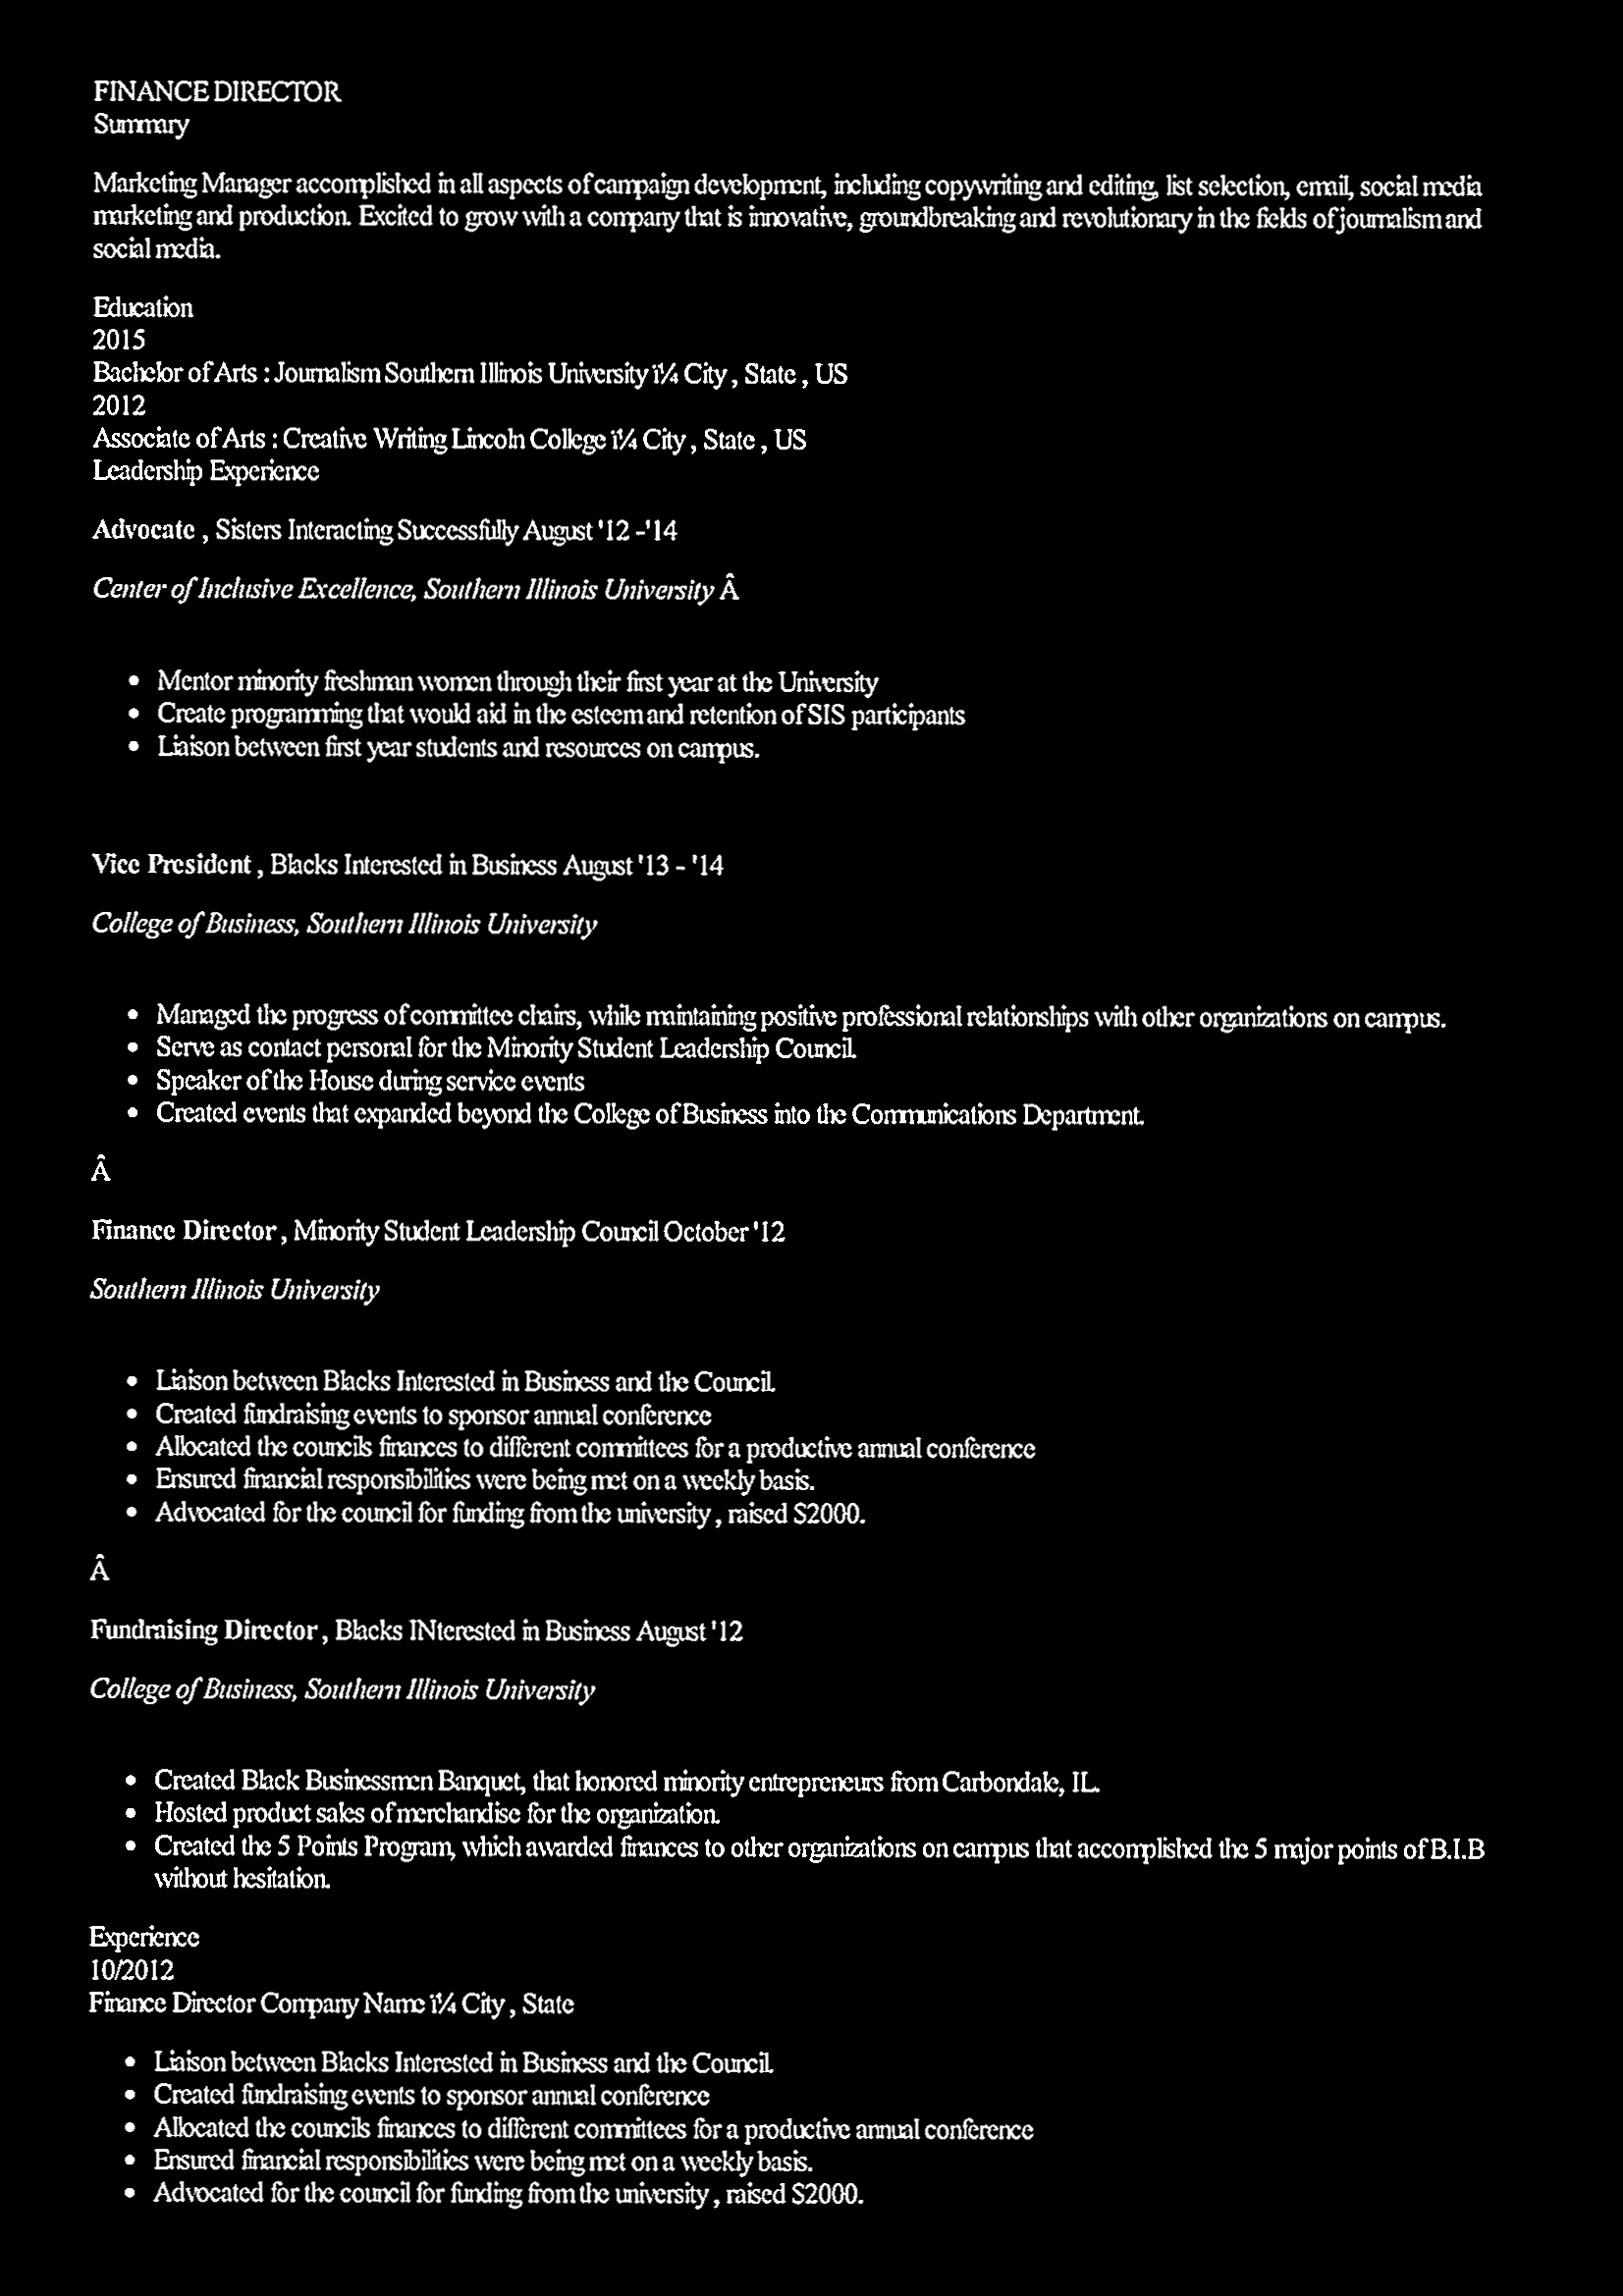 FINANCE DIRECTOR
Summary
Marketing Manager accomplished in all aspects of campaign development, including copywriting and editing, list selection, email, social media
marketing and production. Excited to grow with a company that is innovative, groundbreaking and revolutionary in the fields of journalism and
social media.
Education
2015
Bachelor of Arts : Journalism Southern Illinois University ï¼ City , State , US
2012
Associate of Arts : Creative Writing Lincoln College ï¼ City , State , US
Leadership Experience
Advocate , Sisters Interacting Successfully August '12 -'14
Center of Inclusive Excellence, Southern Illinois University Â
• Mentor minority freshman women through their first year at the University
• Create programming that would aid in the esteem and retention of SIS participants
• Liaison between first year students and resources on campus.
Vice President , Blacks Interested in Business August '13 - '14
College of Business, Southern Illinois University
• Managed the progress of committee chairs, while maintaining positive professional relationships with other organizations on campus.
• Serve as contact personal for the Minority Student Leadership Council.
• Speaker of the House during service events
• Created events that expanded beyond the College of Business into the Communications Department.
Â
Finance Director , Minority Student Leadership Council October '12
Southern Illinois University
• Liaison between Blacks Interested in Business and the Council.
• Created fundraising events to sponsor annual conference
• Allocated the councils finances to different committees for a productive annual conference
• Ensured financial responsibilities were being met on a weekly basis.
• Advocated for the council for funding from the university , raised $2000.
Â
Fundraising Director , Blacks INterested in Business August '12
College of Business, Southern Illinois University
• Created Black Businessmen Banquet, that honored minority entrepreneurs from Carbondale, IL.
• Hosted product sales of merchandise for the organization.
• Created the 5 Points Program, which awarded finances to other organizations on campus that accomplished the 5 major points of B.I.B
without hesitation.
Experience
10/2012
Finance Director Company Name ï¼ City , State
• Liaison between Blacks Interested in Business and the Council.
• Created fundraising events to sponsor annual conference
• Allocated the councils finances to different committees for a productive annual conference
• Ensured financial responsibilities were being met on a weekly basis.
• Advocated for the council for funding from the university , raised $2000.